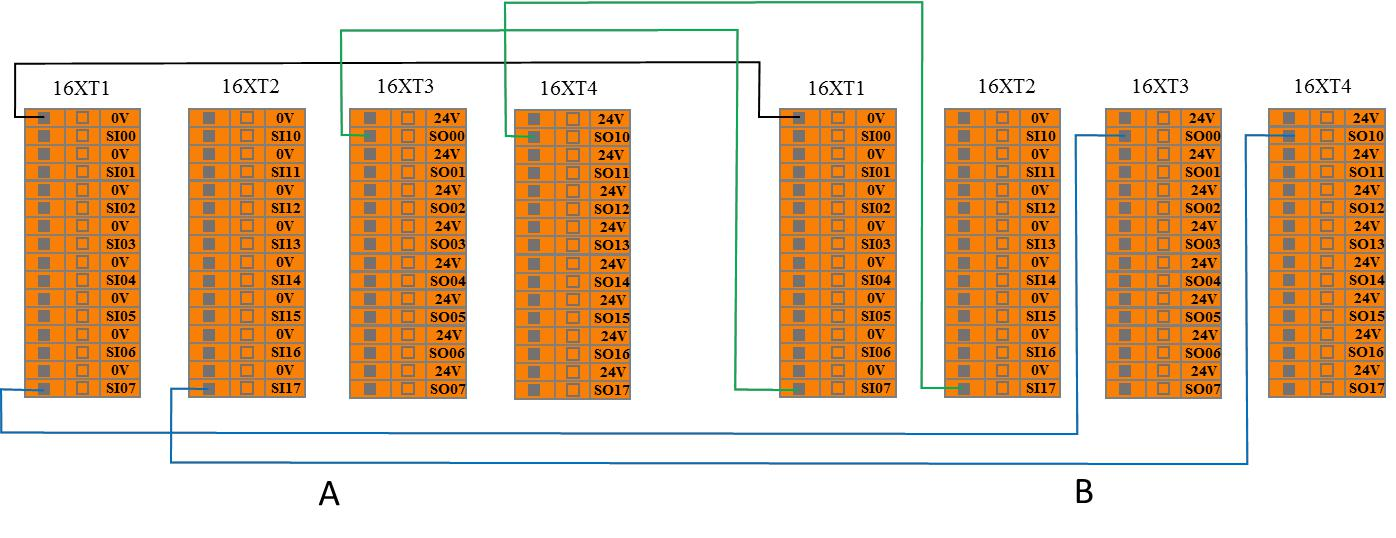 16XT1 16XT2 16XT3 16XT4 16XT1 16XT2 16XT3 16XT4
0V 0V 24V 24V 0V 0V 24V 24V
SI00 SI10 SO00 SO10 SI00 SI10 SO00 SO10
0V 0V 24V 24V 0V 0V 24V 24V
SI01 SI11 SO01 SO11 SI01 SI11 SO01 SO11
0V 0V 24V 24V 0V 0V 24V 24V
SI02 SI12 SO02 SO12 SI02 SI12 SO02 SO12
0V 0V 24V 24V 0V 0V 24V 24V
SI03 SI13 SO03 SO13 SI03 SI13 SO03 SO13
0V 0V 24V 24V 0V 0V 24V 24V
SI04 SI14 SO04 SO14 SI04 SI14 SO04 SO14
0V 0V 24V 24V 0V 0V 24V 24V
SI05 SI15 SO05 SO15 SI05 SI15 SO05 SO15
0V 0V 24V 24V 0V 0V 24V 24V
SI06 SI16 SO06 SO16 SI06 SI16 SO06 SO16
0V 0V 24V 24V 0V 0V 24V 24V
SI07 SI17 SO07 SO17 SI07 SI17 SO07 SO17
A B